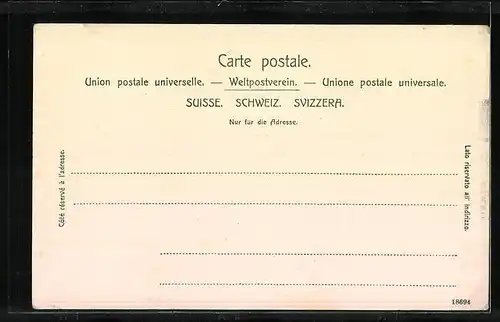 Carte postale.
Union postale universelle. — Weltpostverein. — Unione postale universale.
SUISSE. SCHWEIZ. SVIZZERA.
Nur für die Adresse.
Côté réservé à l'adresse.
Lato riservato all' indirizzo.
18694